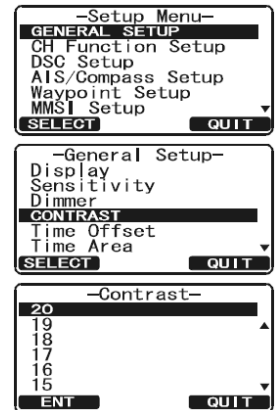 —Setup Menu—
GENERAL SETUP
CH Function Setup
DSC Setup
AIS/Compass Setup
Waypoint Setup
MMSI Setup
SELECT QUIT
—General Setup—
Display
Sensitivity
Dimmer
CONTRAST
Time Offset
Time Area
SELECT QUIT
—Contrast—
20
19
18
17
16
15
ENT QUIT